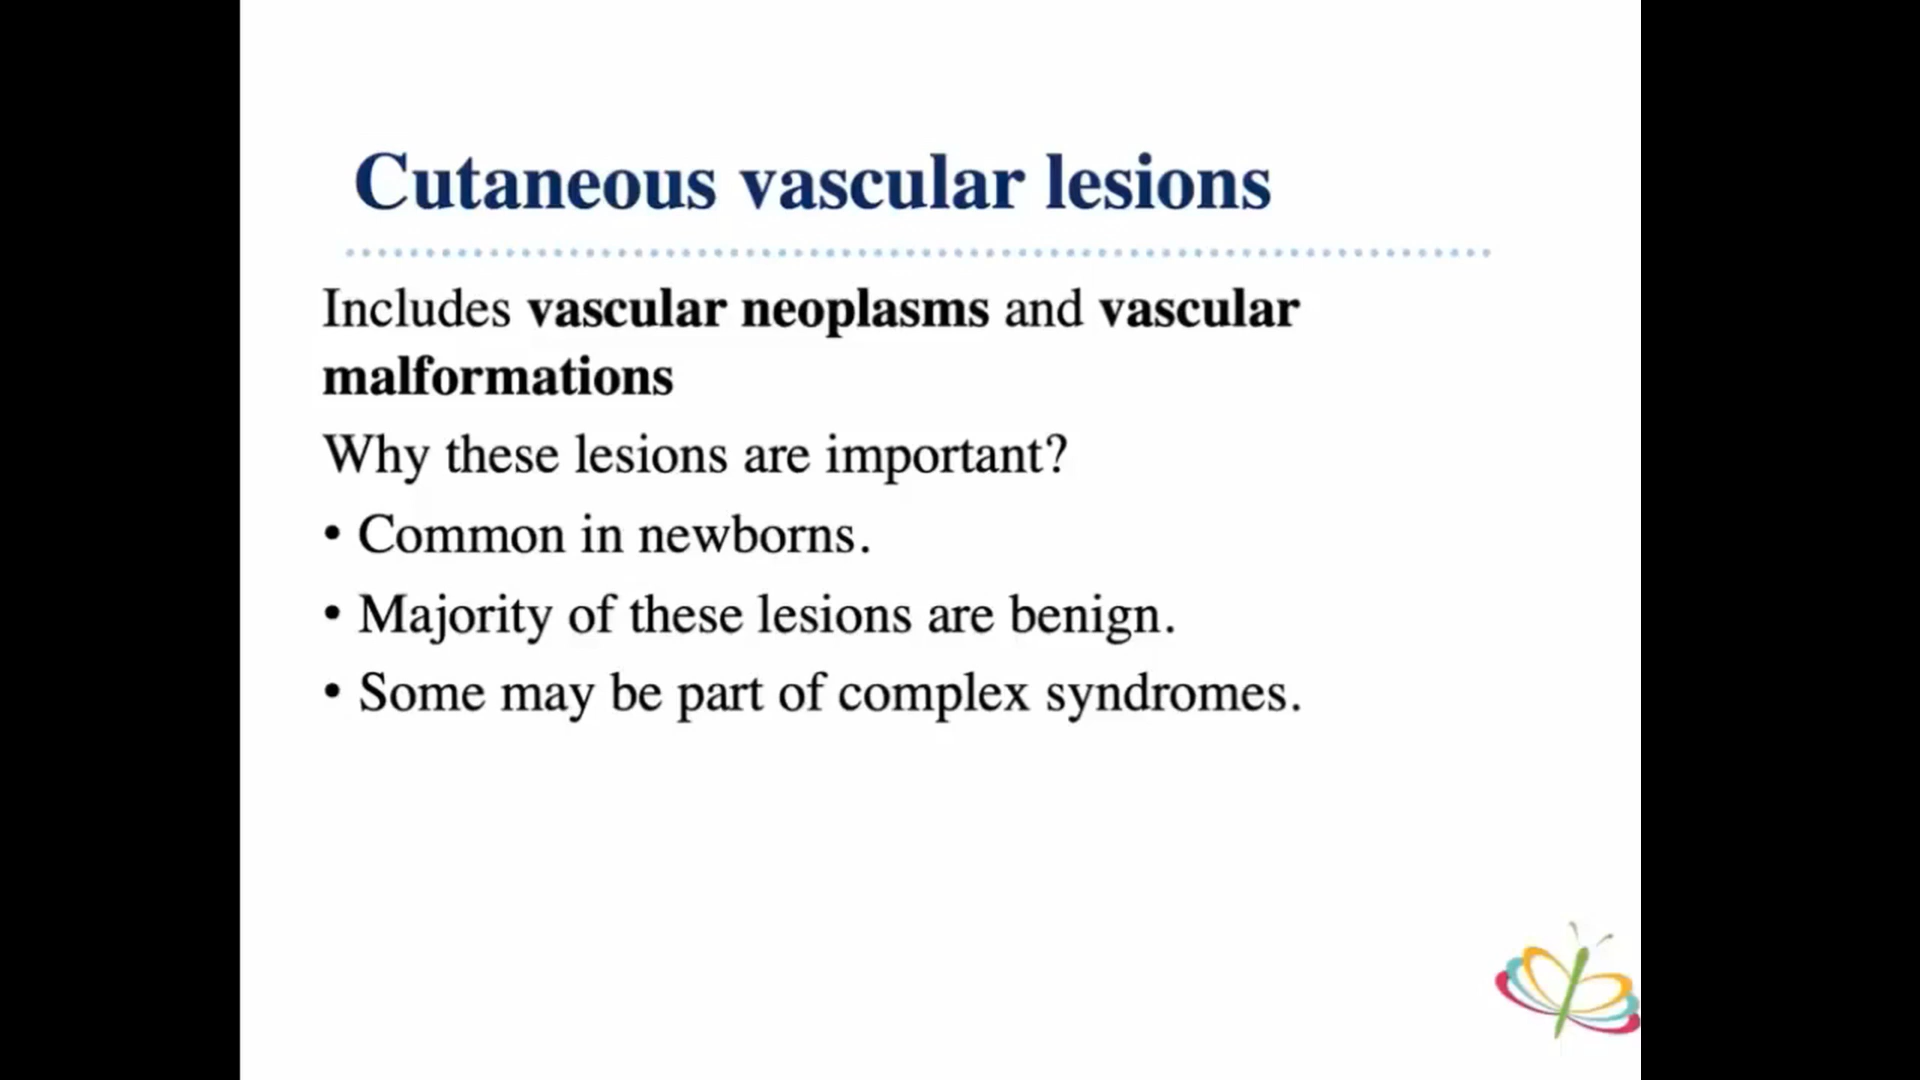 Cutaneous vascular lesions
Includes vascular neoplasms and vascular
malformations
Why these lesions are important?
• Common in newborns.
• Majority of these lesions are benign.
• Some may be part of complex syndromes.